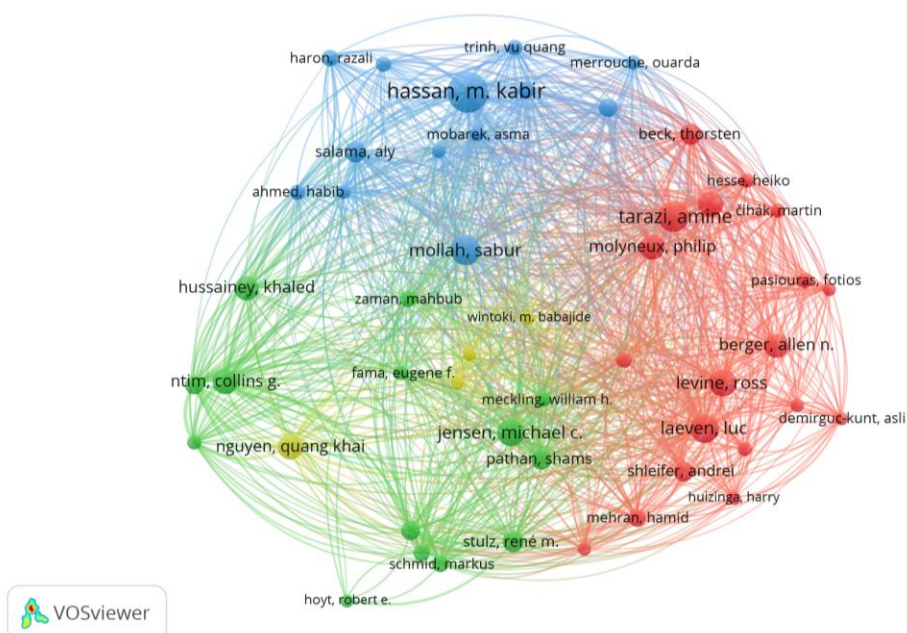 trinh, vu quang
haron, razali
merrouche, ouarda
hassan, m. kabir
mobarek, asma
beck, thorsten
salama, aly
hesse, heiko
ahmed, habib
tarazi, amine
čihák, martin
mollah, sabur
molyneux, philip
pasiouras, fotios
hussainey, khaled
zaman, mahbub
wintoki, m. babajide
berger, allen n.
fama, eugene f.
ntim, collins g.
levine, ross
meckling, william h.
demirguc-kunt, asli
jensen, michael c.
laeven, luc
nguyen, quang khai
pathan, shams
shleifer, andrei
huizinga, harry
mehran, hamid
stulz, rené m.
schmid, markus
hoyt, robert e.
VOSviewer